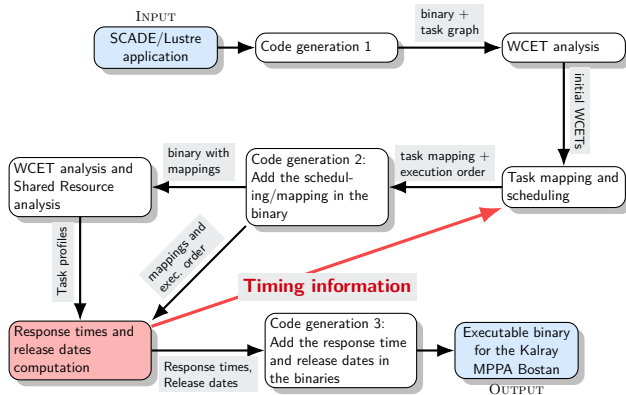 INPUT
SCADE/Lustre
application
Code generation 1
binary +
task graph
WCET analysis
initial WCETs
Task mapping and
scheduling
task mapping +
execution order
Code generation 2:
Add the schedul-
ing/mapping in the
binary
binary with
mappings
WCET analysis and
Shared Resource
analysis
Task profiles
mappings and
exec. order
Timing information
Response times and
release dates
computation
Response times,
Release dates
Code generation 3:
Add the response time
and release dates in
the binaries
Executable binary
for the Kalray
MPPA Bostan
OUTPUT